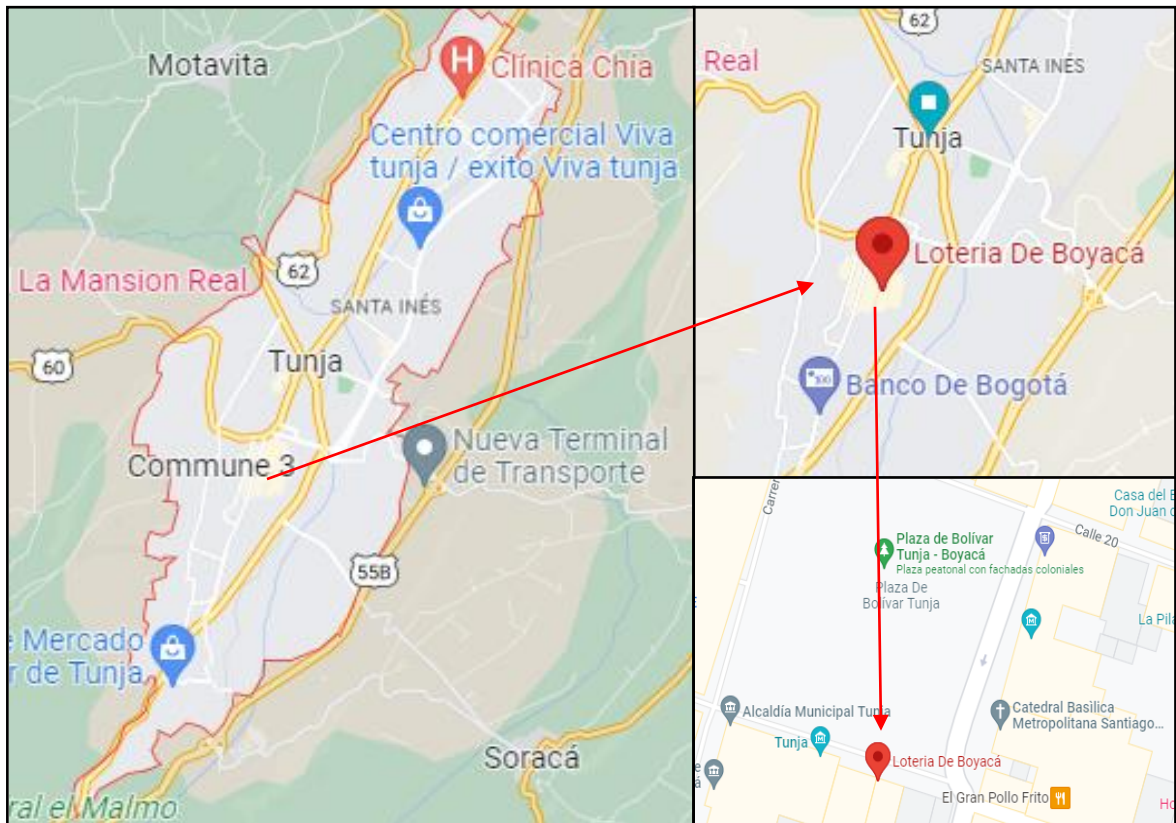 Motavita
Clínica Chía
Centro comercial Viva
tunja / exito Viva tunja
62
La Mansion Real
SANTA INÉS
60
Tunja
Commune 3
Nueva Terminal
de Transporte
55B
Mercado
de Tunja
Soracá
ral el Malmo
62
Real
SANTA INÉS
Tunja
Loteria De Boyacá
Banco De Bogotá
Carrer
Casa del
Don Juan
Calle 20
Plaza de Bolívar
Tunja - Boyacá
Plaza peatonal con fachadas coloniales
Plaza De
Bolívar Tunja
La Pila
Alcaldía Municipal Tunja
Tunja
Catedral Basílica
Metropolitana Santiago...
Loteria De Boyacá
El Gran Pollo Frito